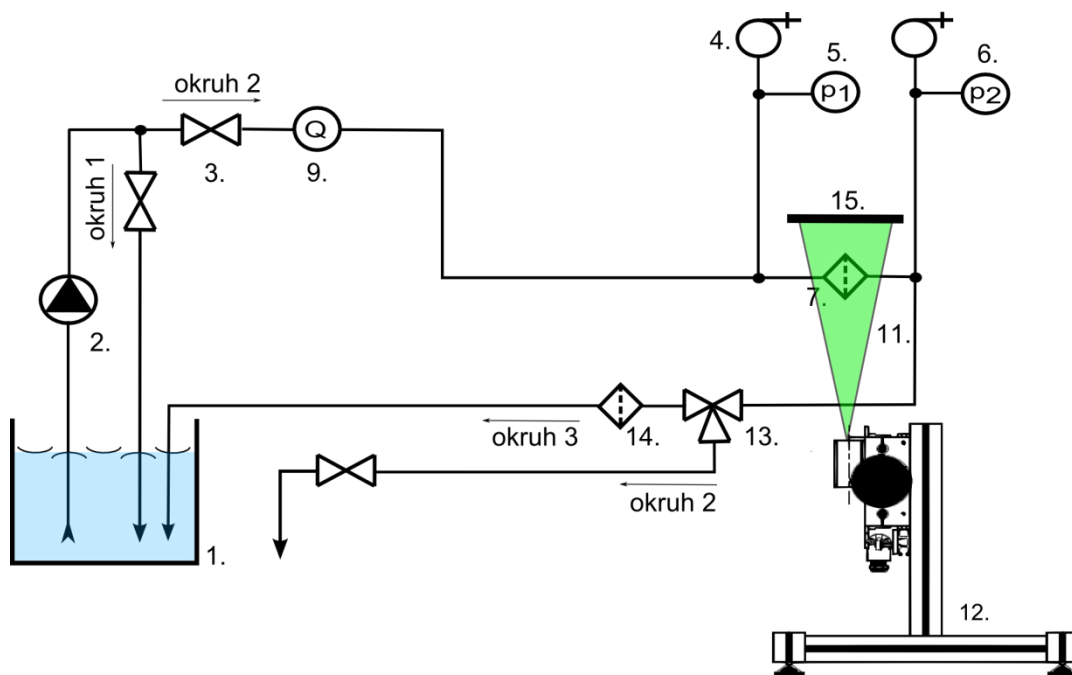 4.
5.
6.
p1
p2
okruh 2
Q
3.
9.
okruh 1
15.
7.
11.
2.
okruh 3
14.
13.
okruh 2
1.
12.